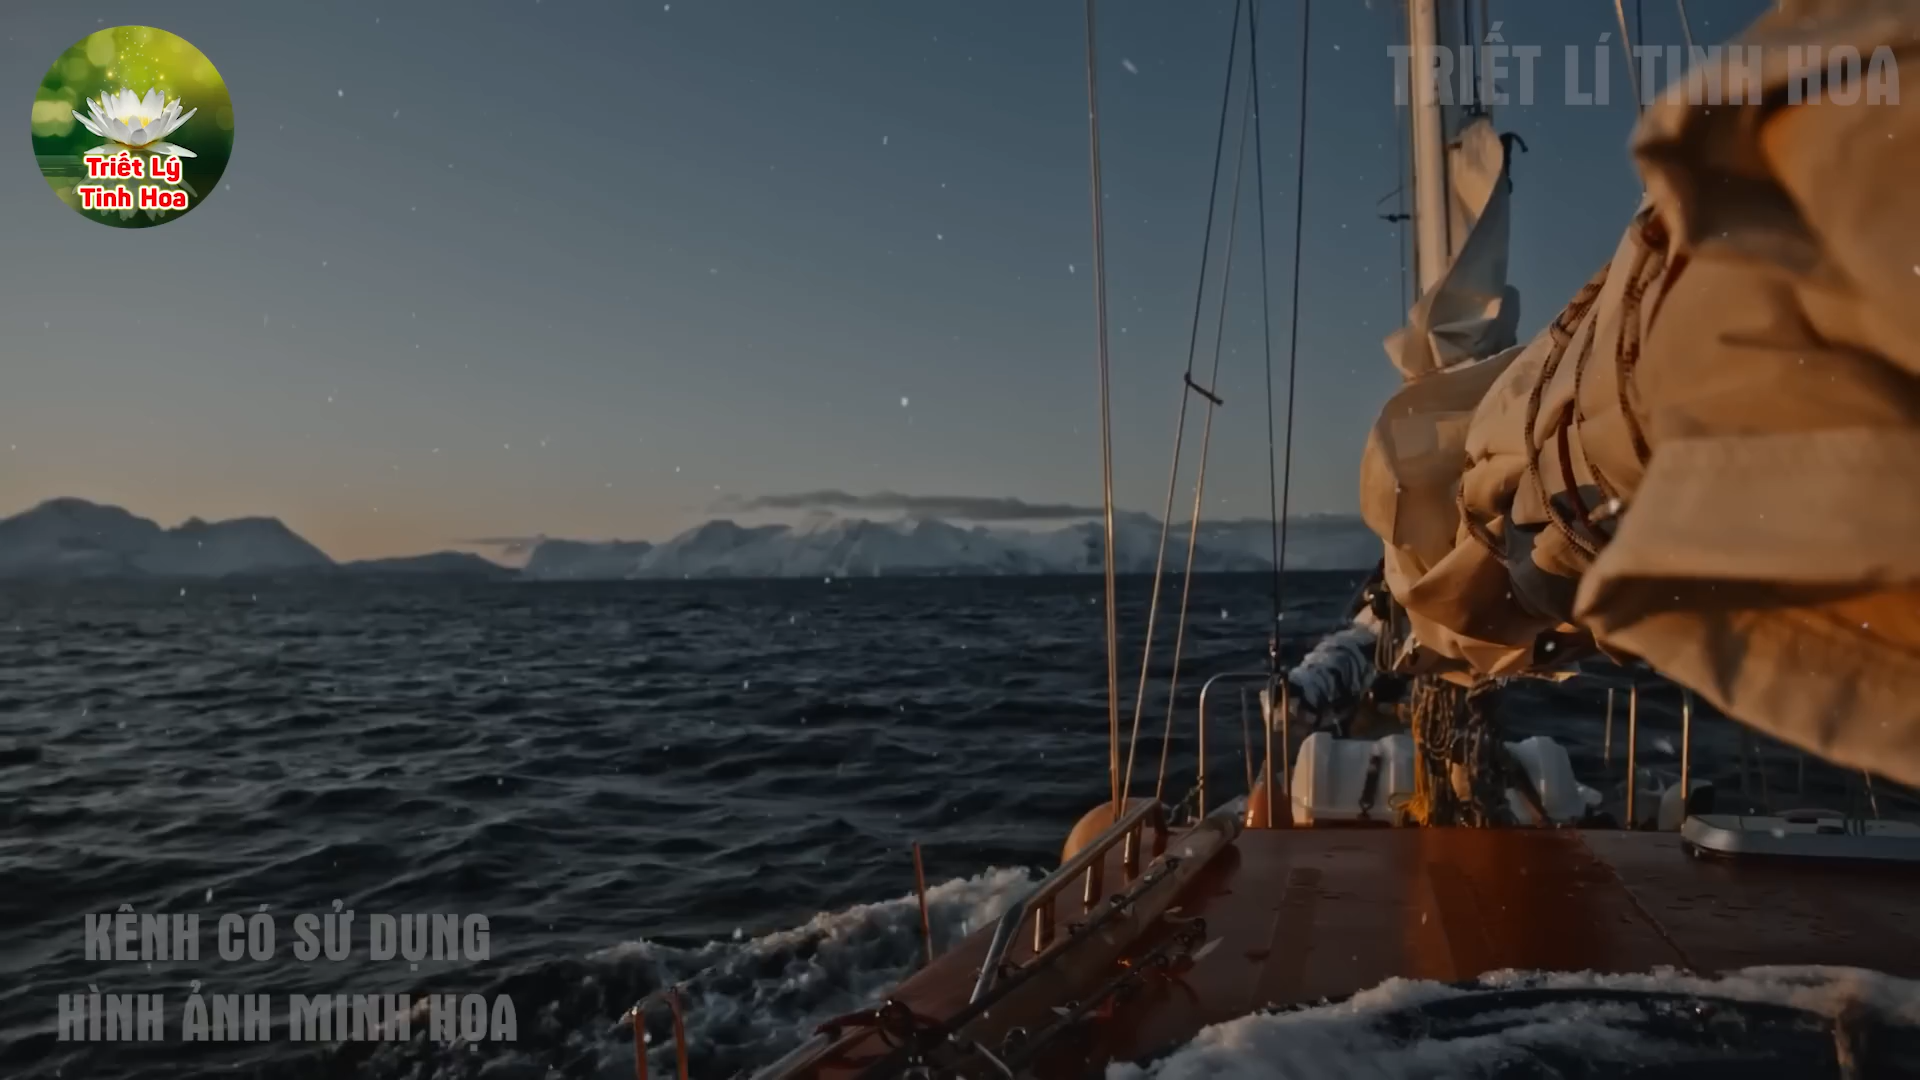 Triết Lý
Tinh Hoa
TRIẾT LÍ TINH HOA
KÊNH CÓ SỬ DỤNG
HÌNH ẢNH MINH HỌA